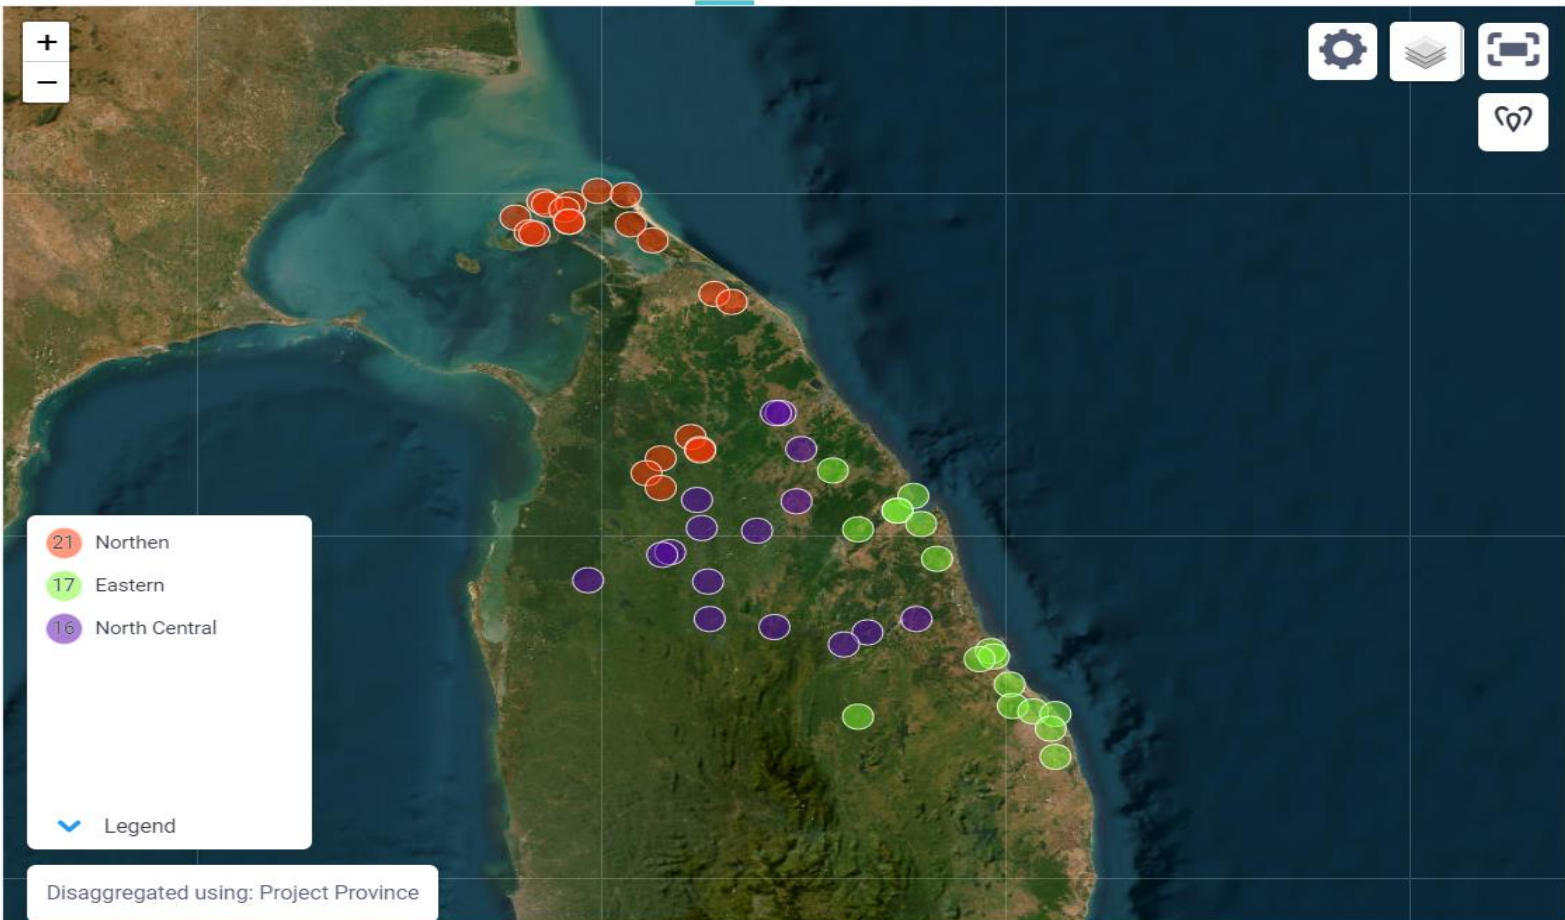 +
−
21 Northen
17 Eastern
16 North Central
Legend
Disaggregated using: Project Province